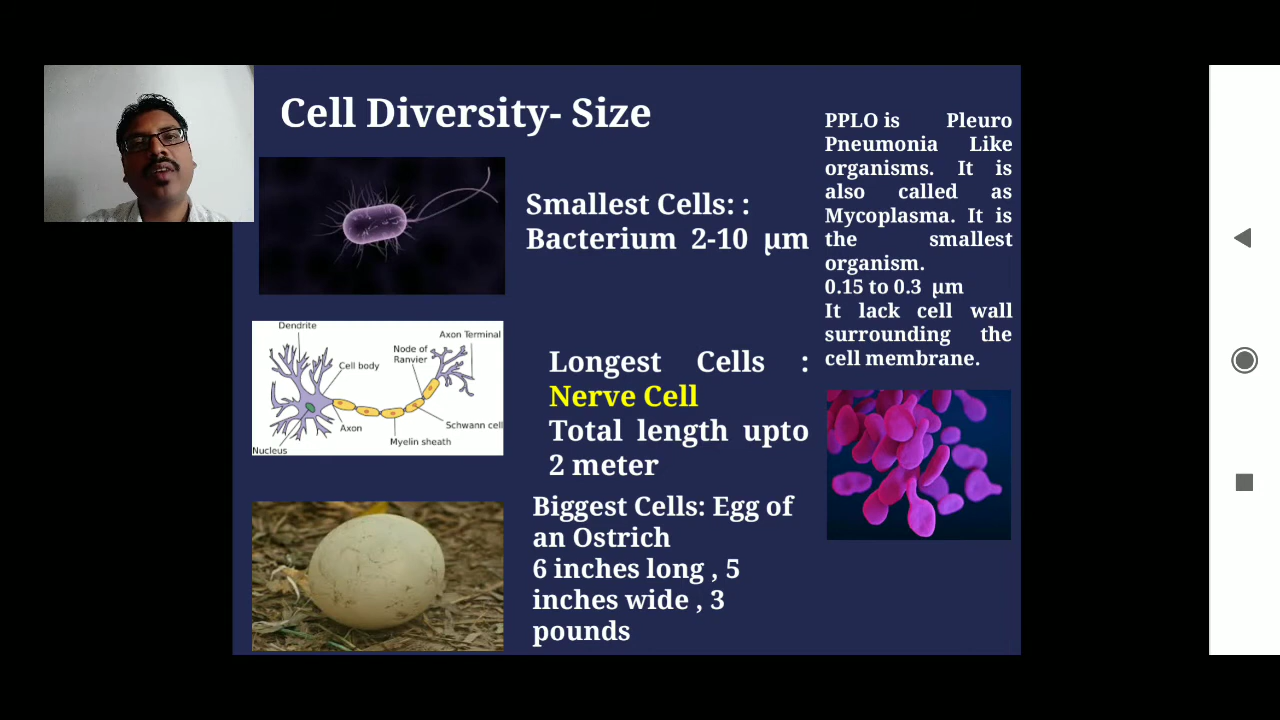 Cell Diversity- Size
Smallest Cells: :
Bacterium 2-10 μm
Dendrite
Axon Terminal
Node of
Ranvier
Cell body
Schwann cell
Axon
Myelin sheath
Nucleus
Longest Cells :
Nerve Cell
Total length upto
2 meter
Biggest Cells: Egg of
an Ostrich
6 inches long , 5
inches wide , 3
pounds
PPLO is Pleuro
Pneumonia Like
organisms. It is
also called as
Mycoplasma. It is
the smallest
organism.
0.15 to 0.3 μm
It lack cell wall
surrounding the
cell membrane.